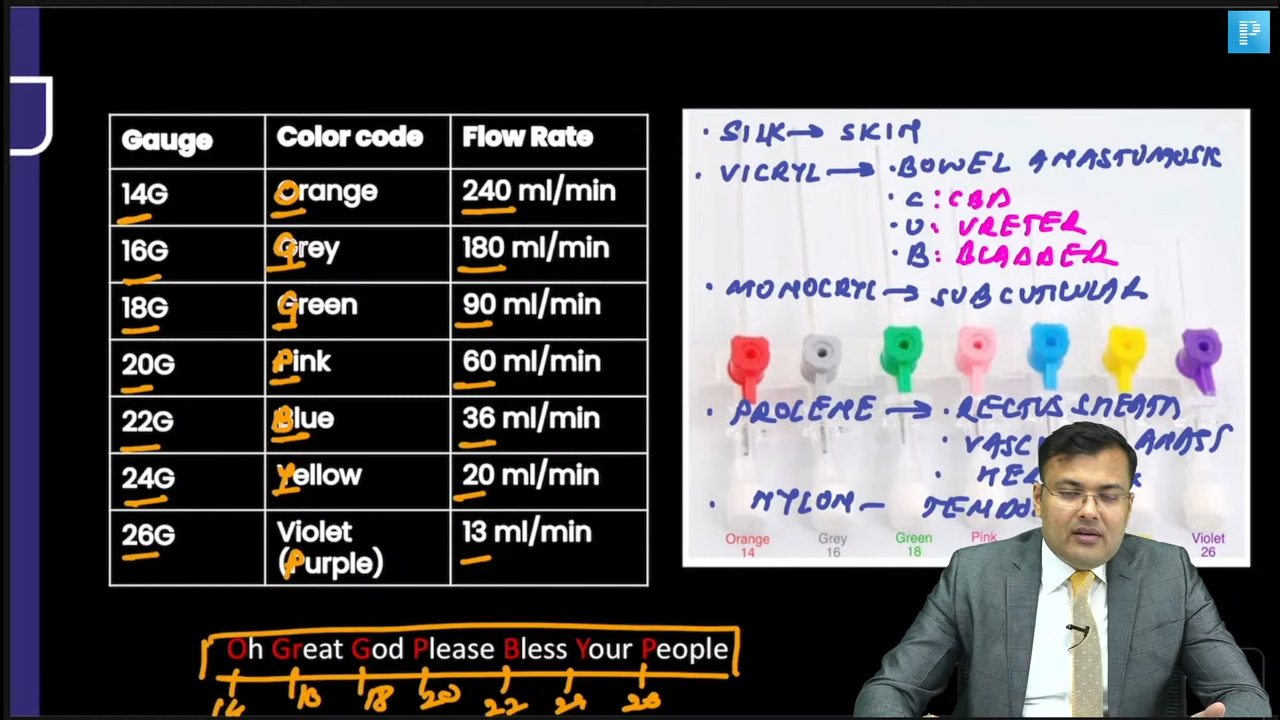 P
Gauge Color code Flow Rate
14G Orange 240 ml/min
16G Grey 180 ml/min
18G Green 90 ml/min
20G Pink 60 ml/min
22G Blue 36 ml/min
24G Yellow 20 ml/min
26G Violet 13 ml/min
(Purple)
Oh Great God Please Bless Your People
14 16 18 20 22 24 26
• SILK → SKIN
• VICRYL → • BOWEL ANASTOMOSIS
• C : CBD
• U : URETER
• B : BLADDER
• MONOCRYL → SUBCUTICULAR
• PROLENE → • RECTUS SHEATH
• VASC ANASS
• HER
• NYLON – TENDO
Orange Grey Green Pink Violet
14 16 18 26